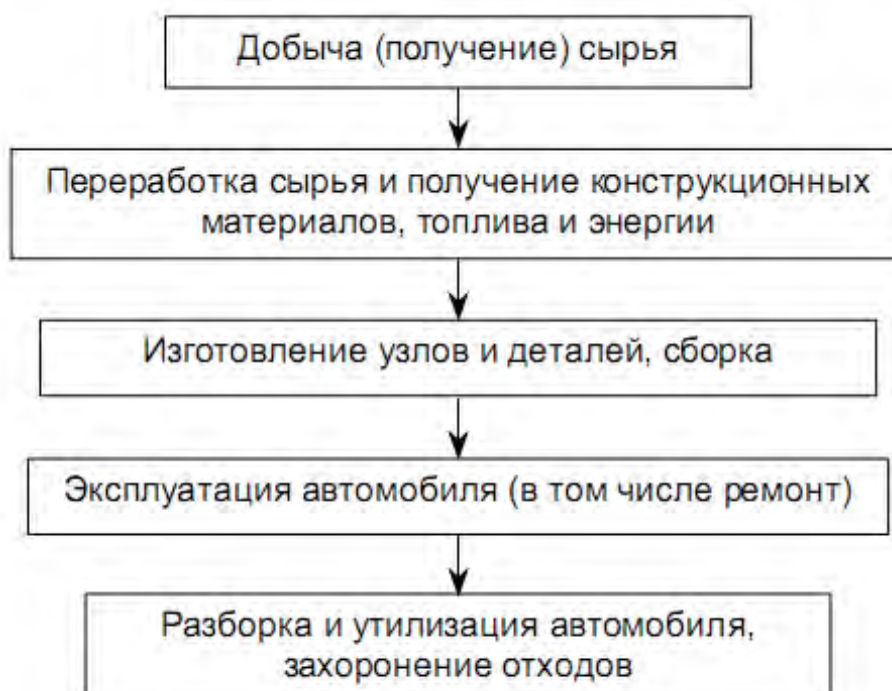 Добыча (получение) сырья
Переработка сырья и получение конструкционных
материалов, топлива и энергии
Изготовление узлов и деталей, сборка
Эксплуатация автомобиля (в том числе ремонт)
Разборка и утилизация автомобиля,
захоронение отходов